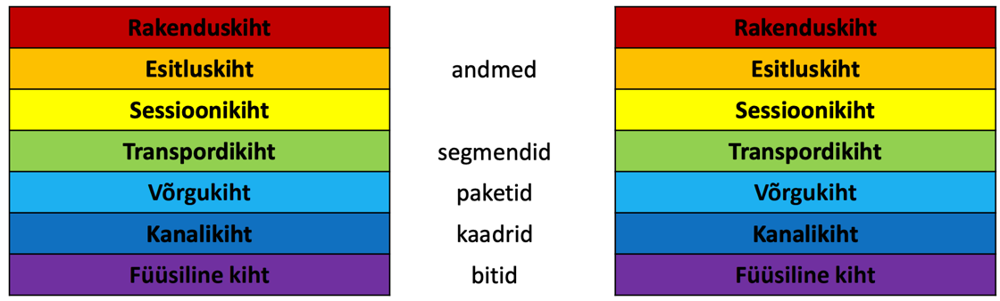 Rakenduskiht Rakenduskiht
Esitluskiht andmed Esitluskiht
Sessioonikiht Sessioonikiht
Transpordikiht segmendid Transpordikiht
Võrgukiht paketid Võrgukiht
Kanalikiht kaadrid Kanalikiht
Füüsiline kiht bitid Füüsiline kiht